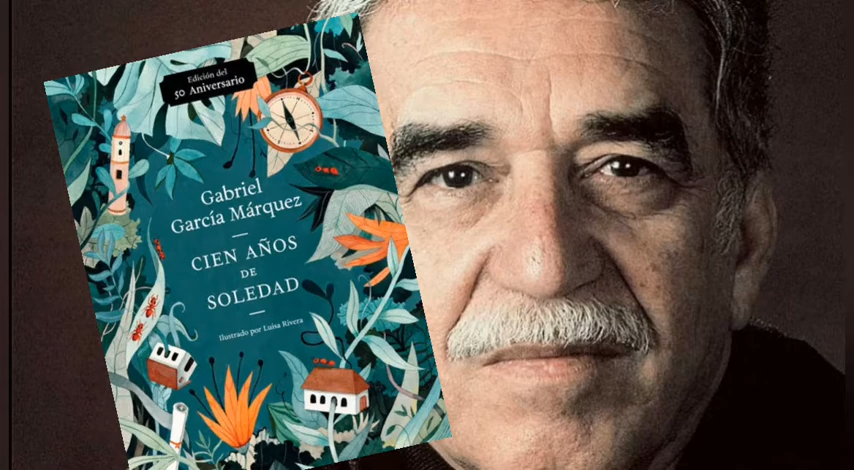 Edición del
50 Aniversario
Gabriel
García Márquez
CIEN AÑOS
DE
SOLEDAD
Ilustrado por Luisa Rivera